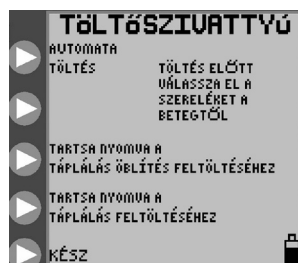 TÖLTŐSZIVATTYÚ
AUTOMATA
TÖLTÉS
TÖLTÉS ELŐTT
VÁLASSZA EL A
SZERELÉKET A
BETEGTŐL
TARTSA NYOMVA A
TÁPLÁLÁS ÖBLÍTÉS FELTÖLTÉSÉHEZ
TARTSA NYOMVA A
TÁPLÁLÁS FELTÖLTÉSÉHEZ
KÉSZ